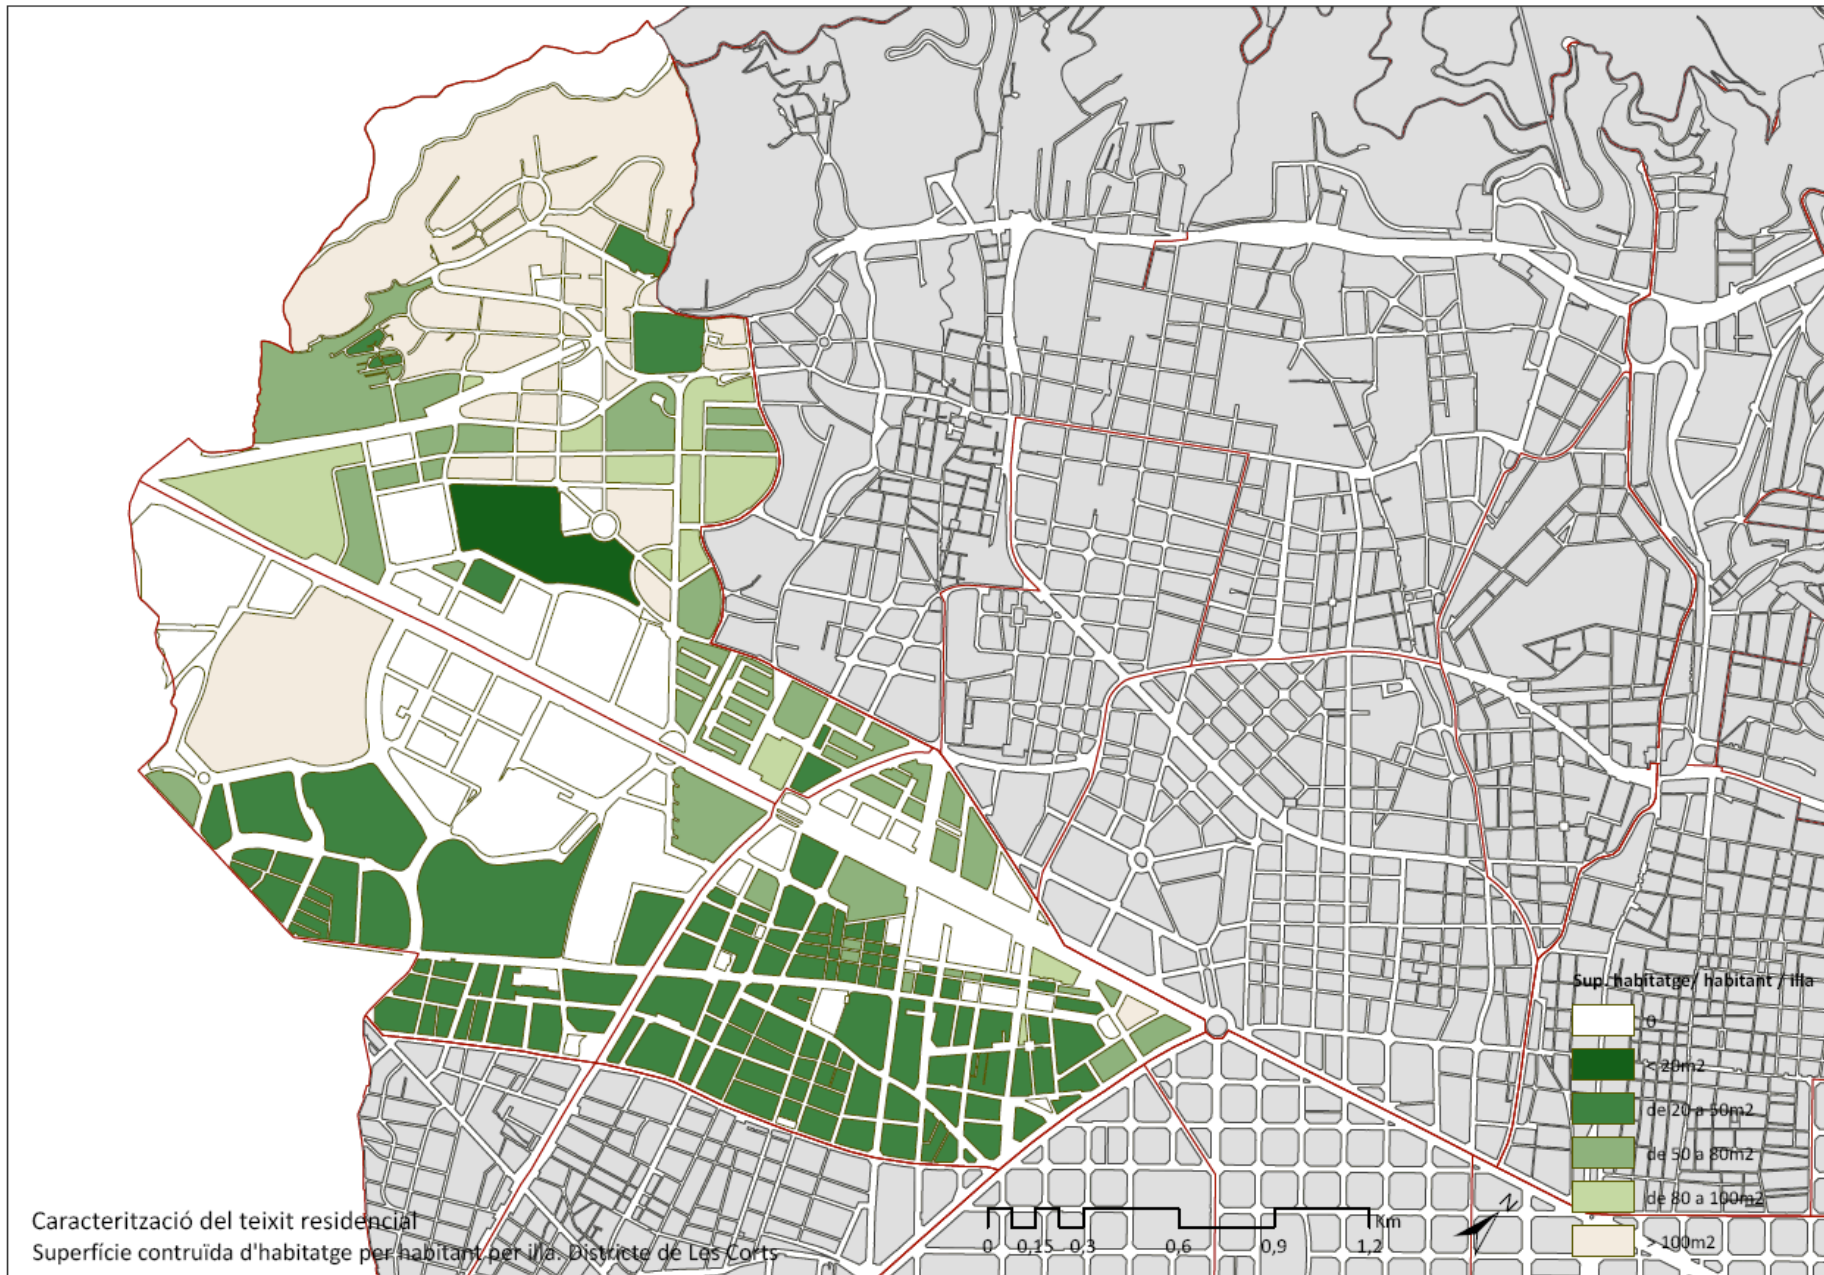 Sup. habitatge/ habitant / illa
0
< 20m2
de 20 a 50m2
de 50 a 80m2
de 80 a 100m2
> 100m2
N
Km
0 0,15 0,3 0,6 0,9 1,2
Caracterització del teixit residencial
Superfície contruïda d'habitatge per habitant per illa. Districte de Les Corts